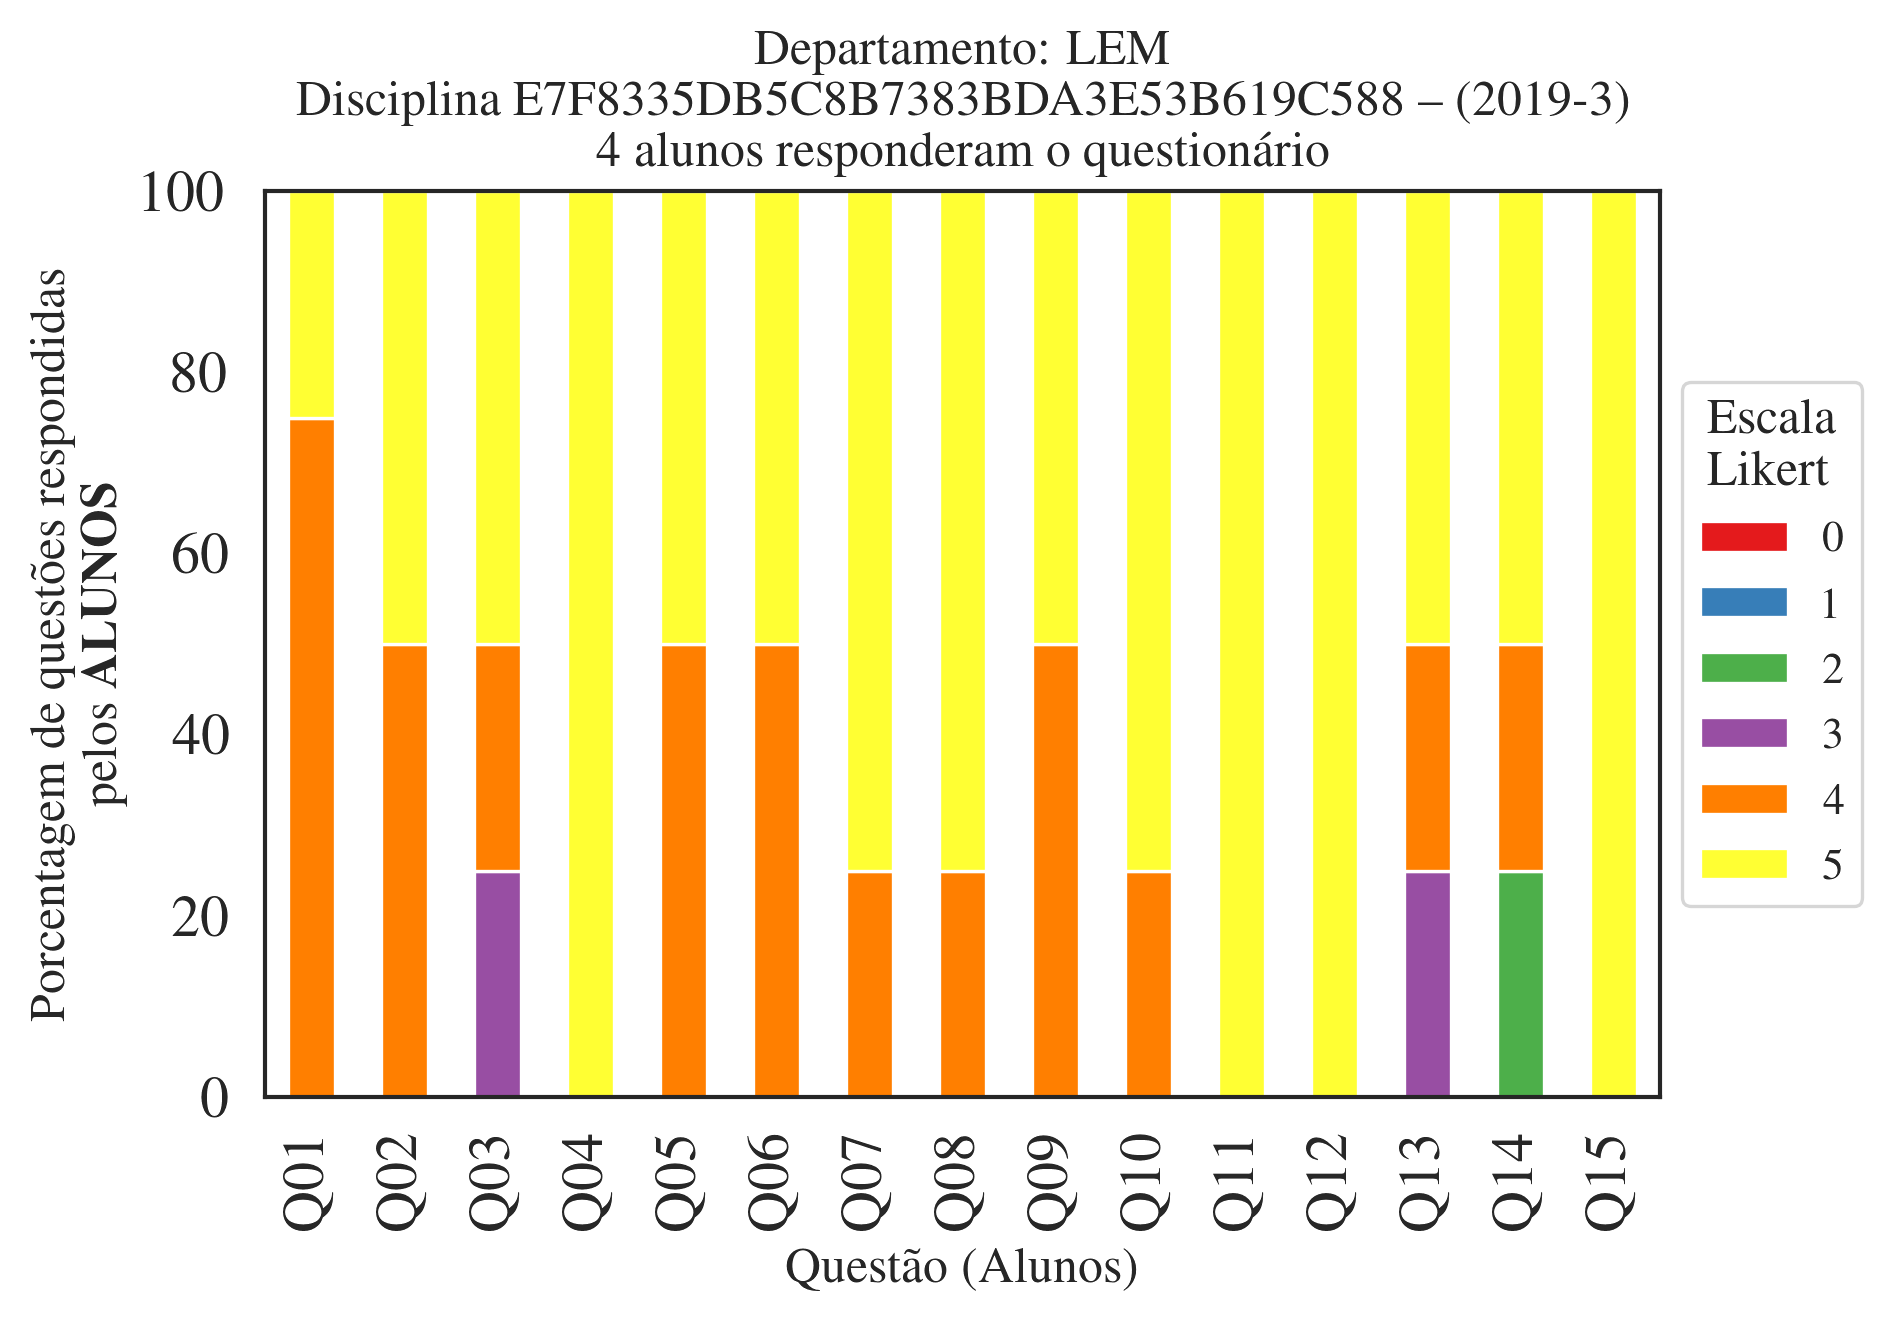 Departamento: LEM
Disciplina E7F8335DB5C8B7383BDA3E53B619C588 – (2019-3)
4 alunos responderam o questionário
Porcentagem de questões respondidas
pelos ALUNOS
100
80
60
40
20
0
Q01
Q02
Q03
Q04
Q05
Q06
Q07
Q08
Q09
Q10
Q11
Q12
Q13
Q14
Q15
Questão (Alunos)
Escala
Likert
0
1
2
3
4
5